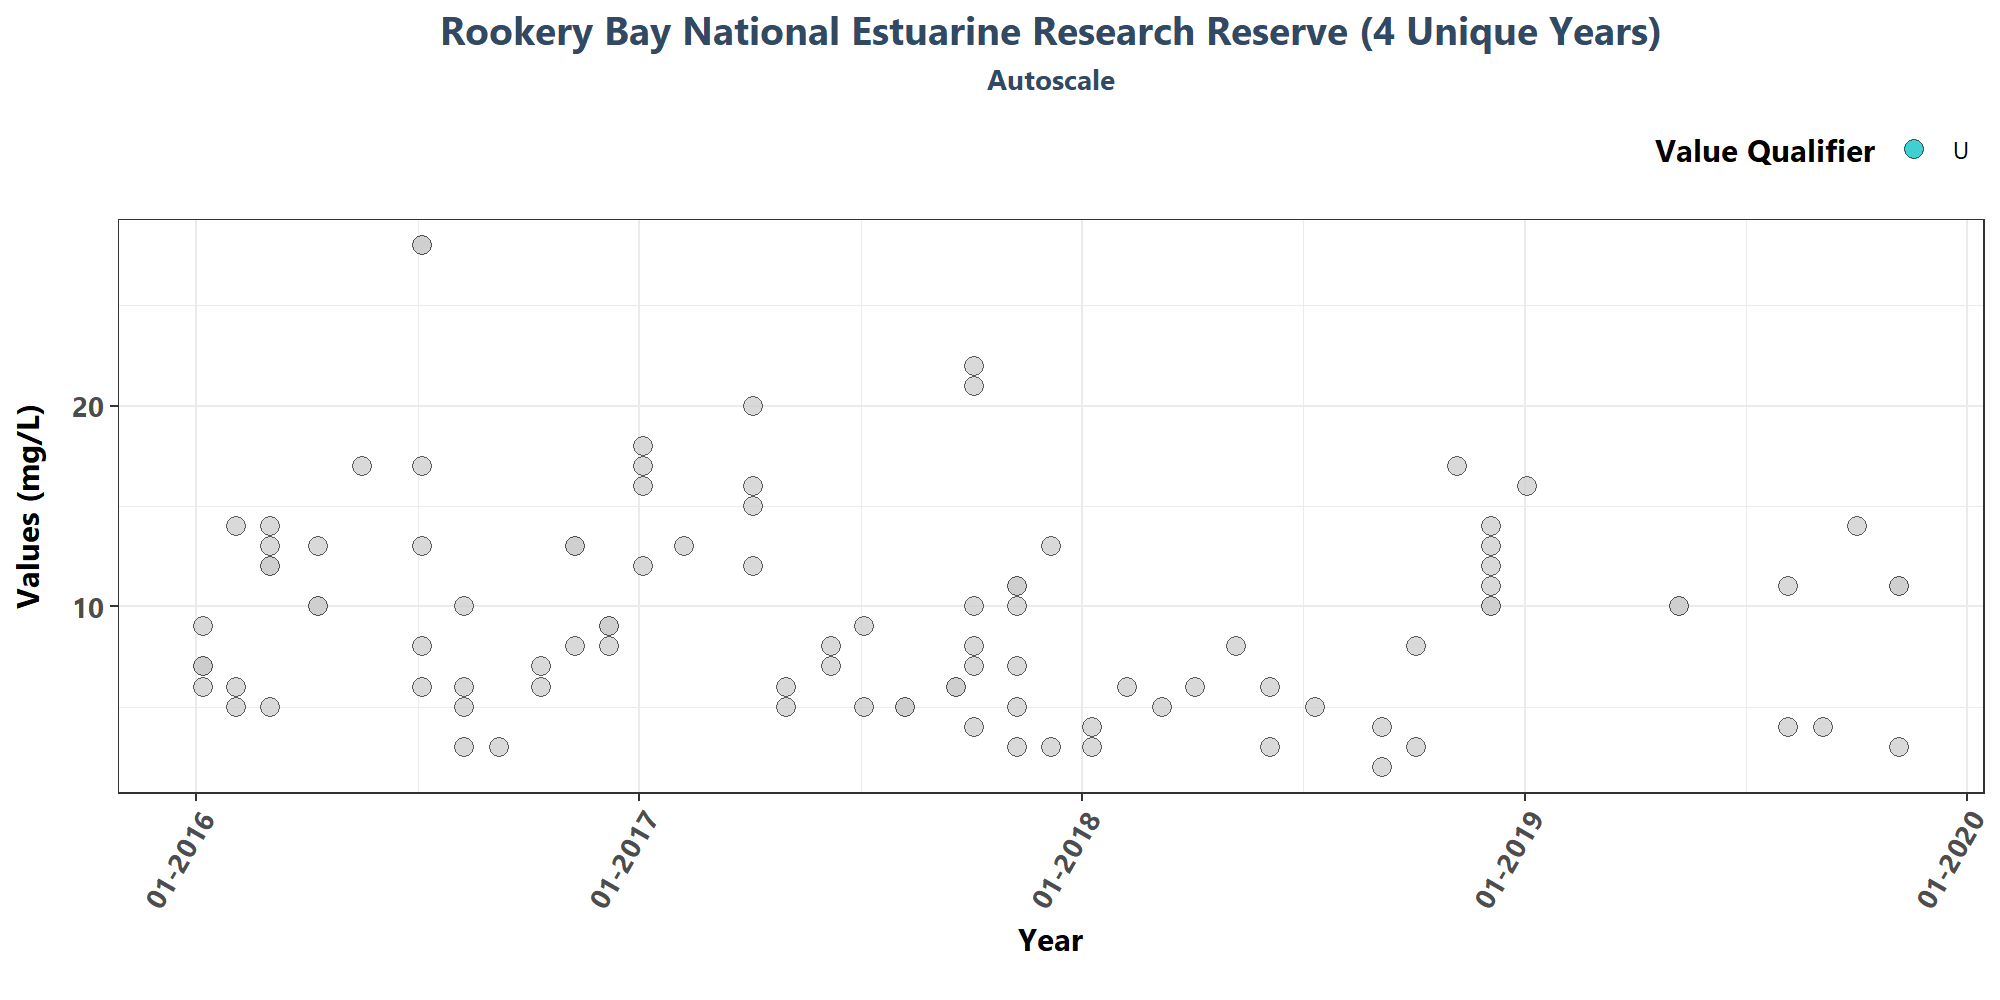 Rookery Bay National Estuarine Research Reserve (4 Unique Years)
Autoscale
Value Qualifier U
Values (mg/L)
20
10
01-2016 01-2017 01-2018 01-2019 01-2020
Year